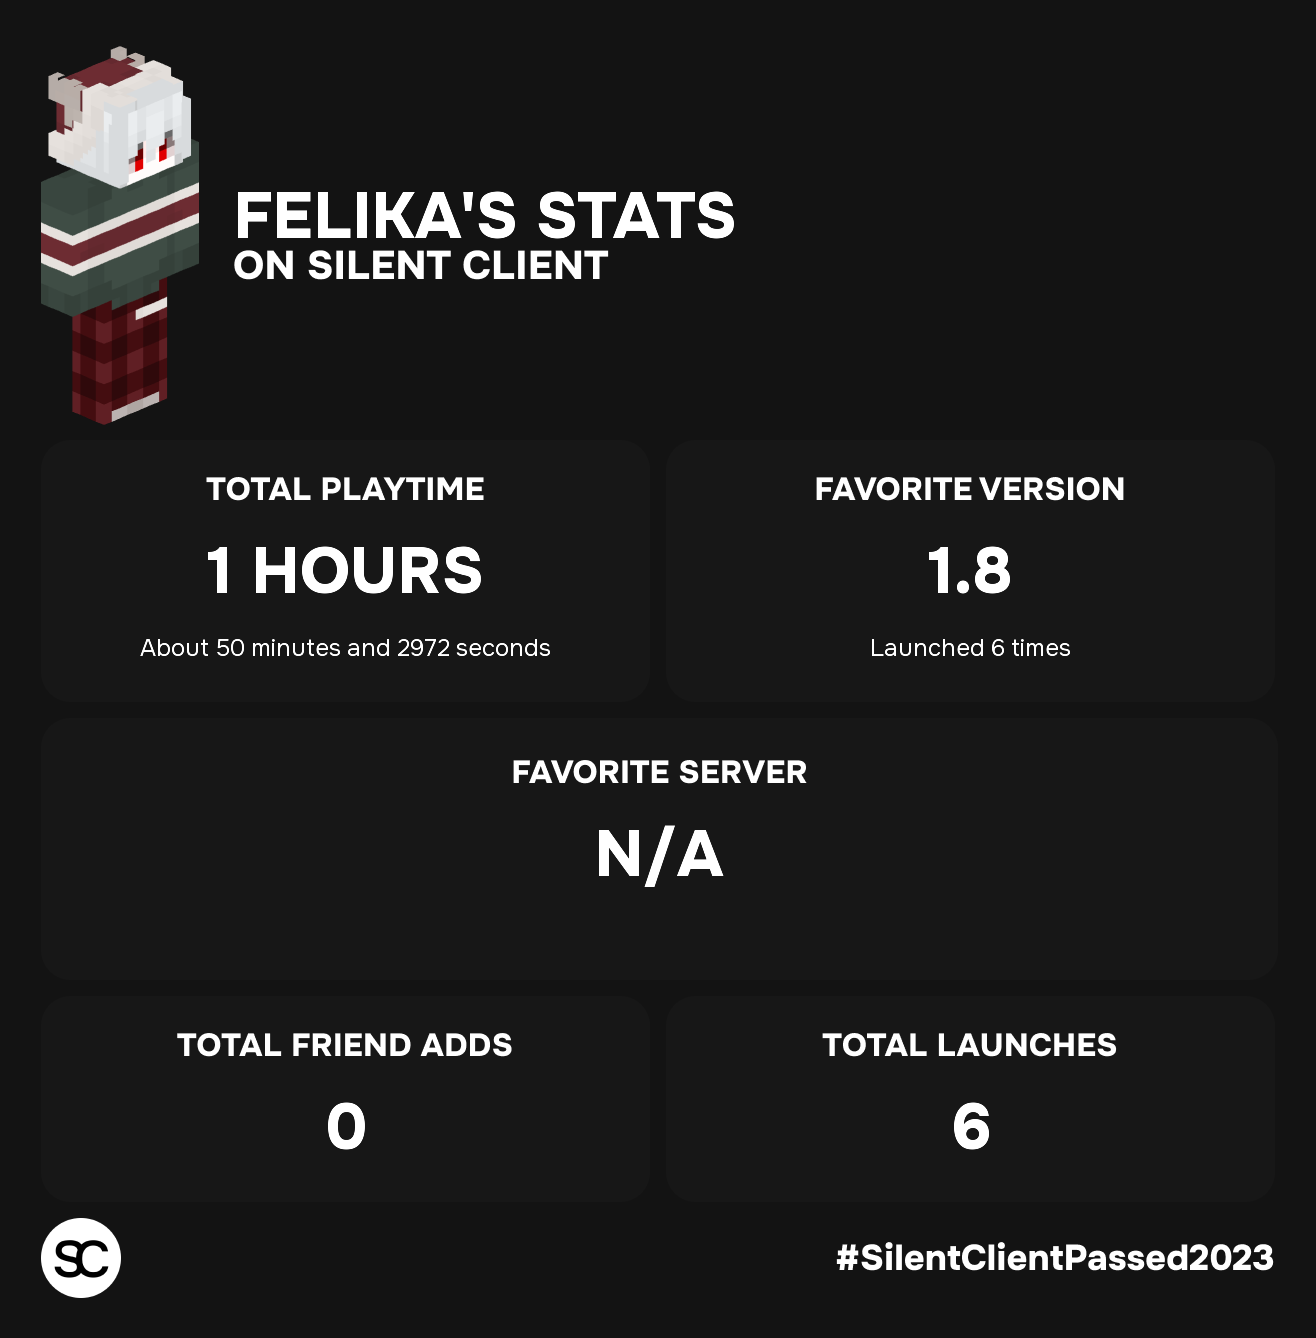 FELIKA'S STATS
ON SILENT CLIENT
TOTAL PLAYTIME
1 HOURS
About 50 minutes and 2972 seconds
FAVORITE VERSION
1.8
Launched 6 times
FAVORITE SERVER
N/A
TOTAL FRIEND ADDS
0
TOTAL LAUNCHES
6
SC
#SilentClientPassed2023